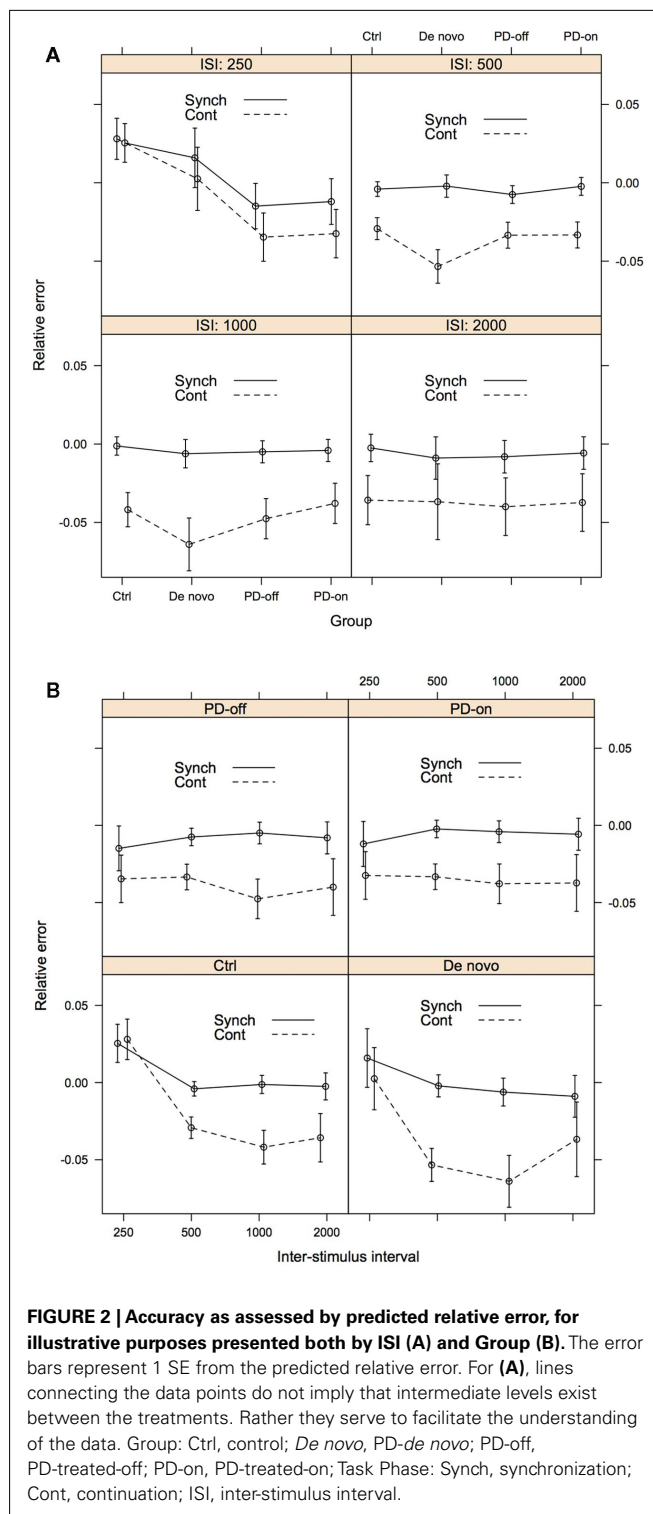 A
Ctrl De novo PD-off PD-on
ISI: 250 ISI: 500
Synch
Cont
Synch
Cont
0.05
0.00
-0.05
ISI: 1000 ISI: 2000
Synch
Cont
Synch
Cont
0.05
0.00
-0.05
Relative error
Ctrl De novo PD-off PD-on
Group
B
250 500 1000 2000
PD-off PD-on
Synch
Cont
Synch
Cont
0.05
0.00
-0.05
Ctrl De novo
Synch
Cont
Synch
Cont
0.05
0.00
-0.05
Relative error
250 500 1000 2000
Inter-stimulus interval
FIGURE 2 | Accuracy as assessed by predicted relative error, for
illustrative purposes presented both by ISI (A) and Group (B). The error
bars represent 1 SE from the predicted relative error. For (A), lines
connecting the data points do not imply that intermediate levels exist
between the treatments. Rather they serve to facilitate the understanding
of the data. Group: Ctrl, control; De novo, PD-de novo; PD-off,
PD-treated-off; PD-on, PD-treated-on; Task Phase: Synch, synchronization;
Cont, continuation; ISI, inter-stimulus interval.